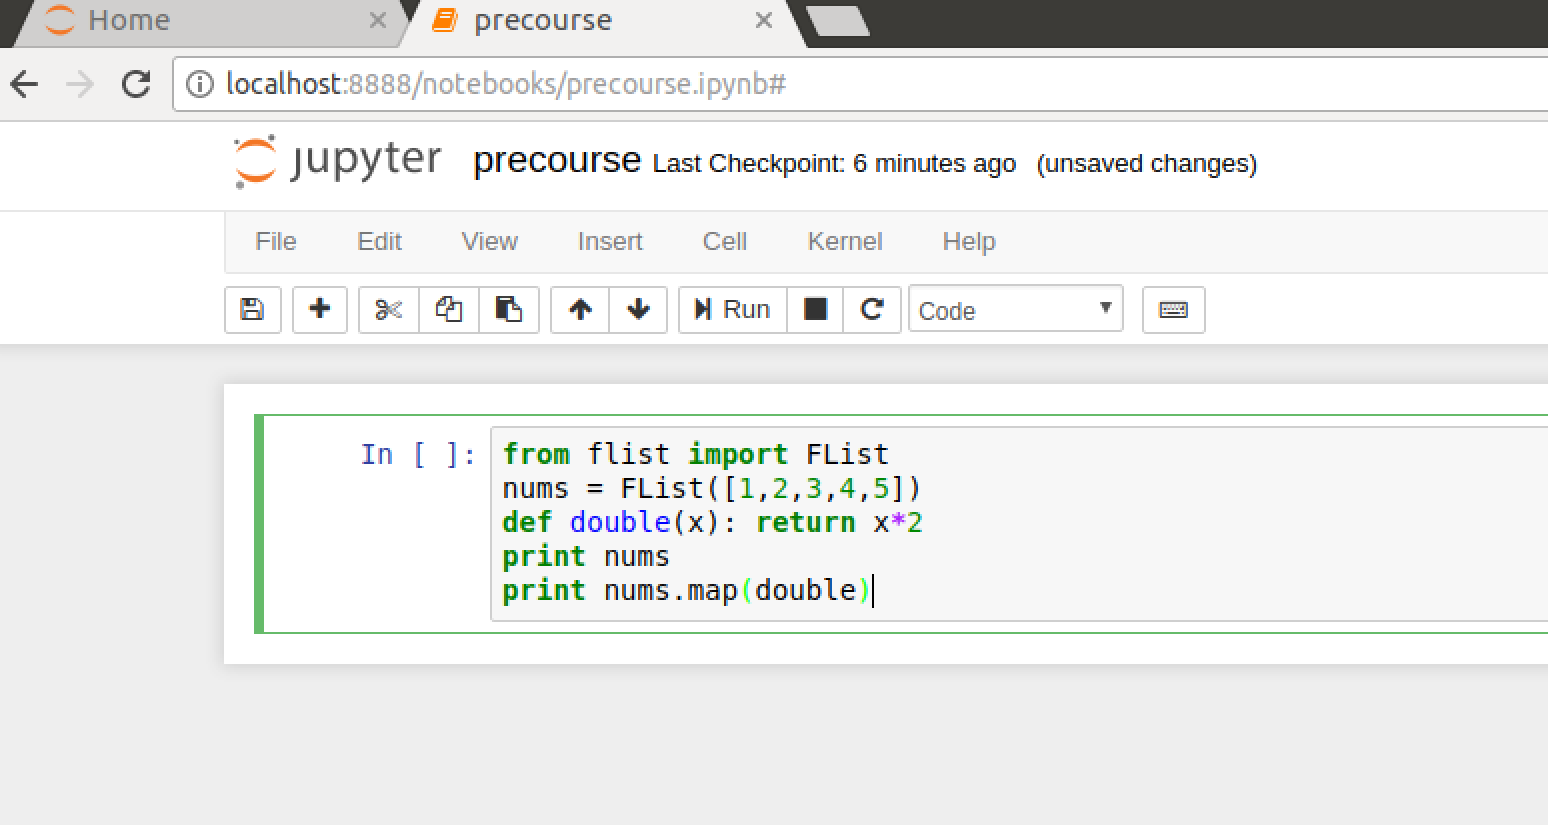 Home
precourse
localhost:8888/notebooks/precourse.ipynb#
jupyter precourse Last Checkpoint: 6 minutes ago (unsaved changes)
File Edit View Insert Cell Kernel Help
Run Code
In [ ]:
from flist import FList
nums = FList([1,2,3,4,5])
def double(x): return x*2
print nums
print nums.map(double)